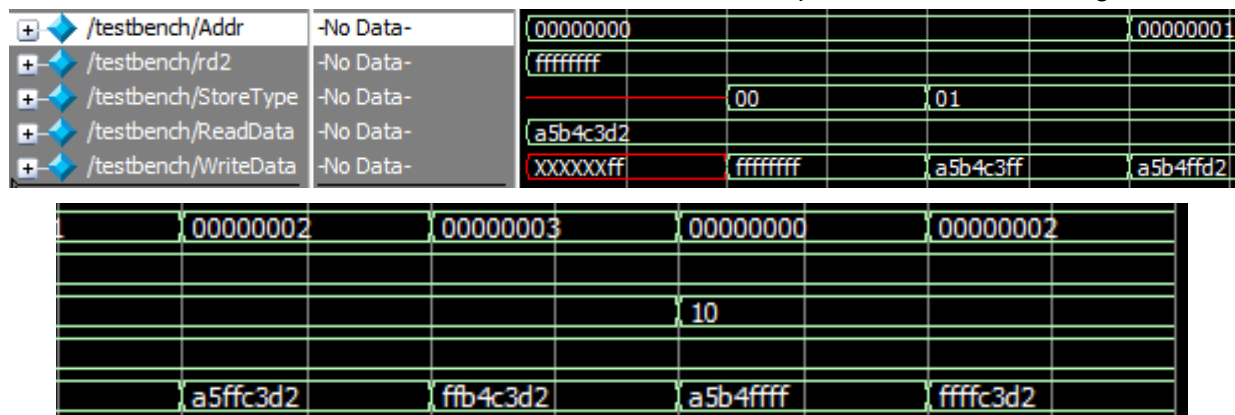 /testbench/Addr -No Data- 00000000 00000001
/testbench/rd2 -No Data- ffffffff
/testbench/StoreType -No Data- 00 01
/testbench/ReadData -No Data- a5b4c3d2
/testbench/WriteData -No Data- XXXXXXff ffffffff a5b4c3ff a5b4ffd2
00000002 00000003 00000000 00000002
10
a5ffc3d2 ffb4c3d2 a5b4ffff ffffc3d2